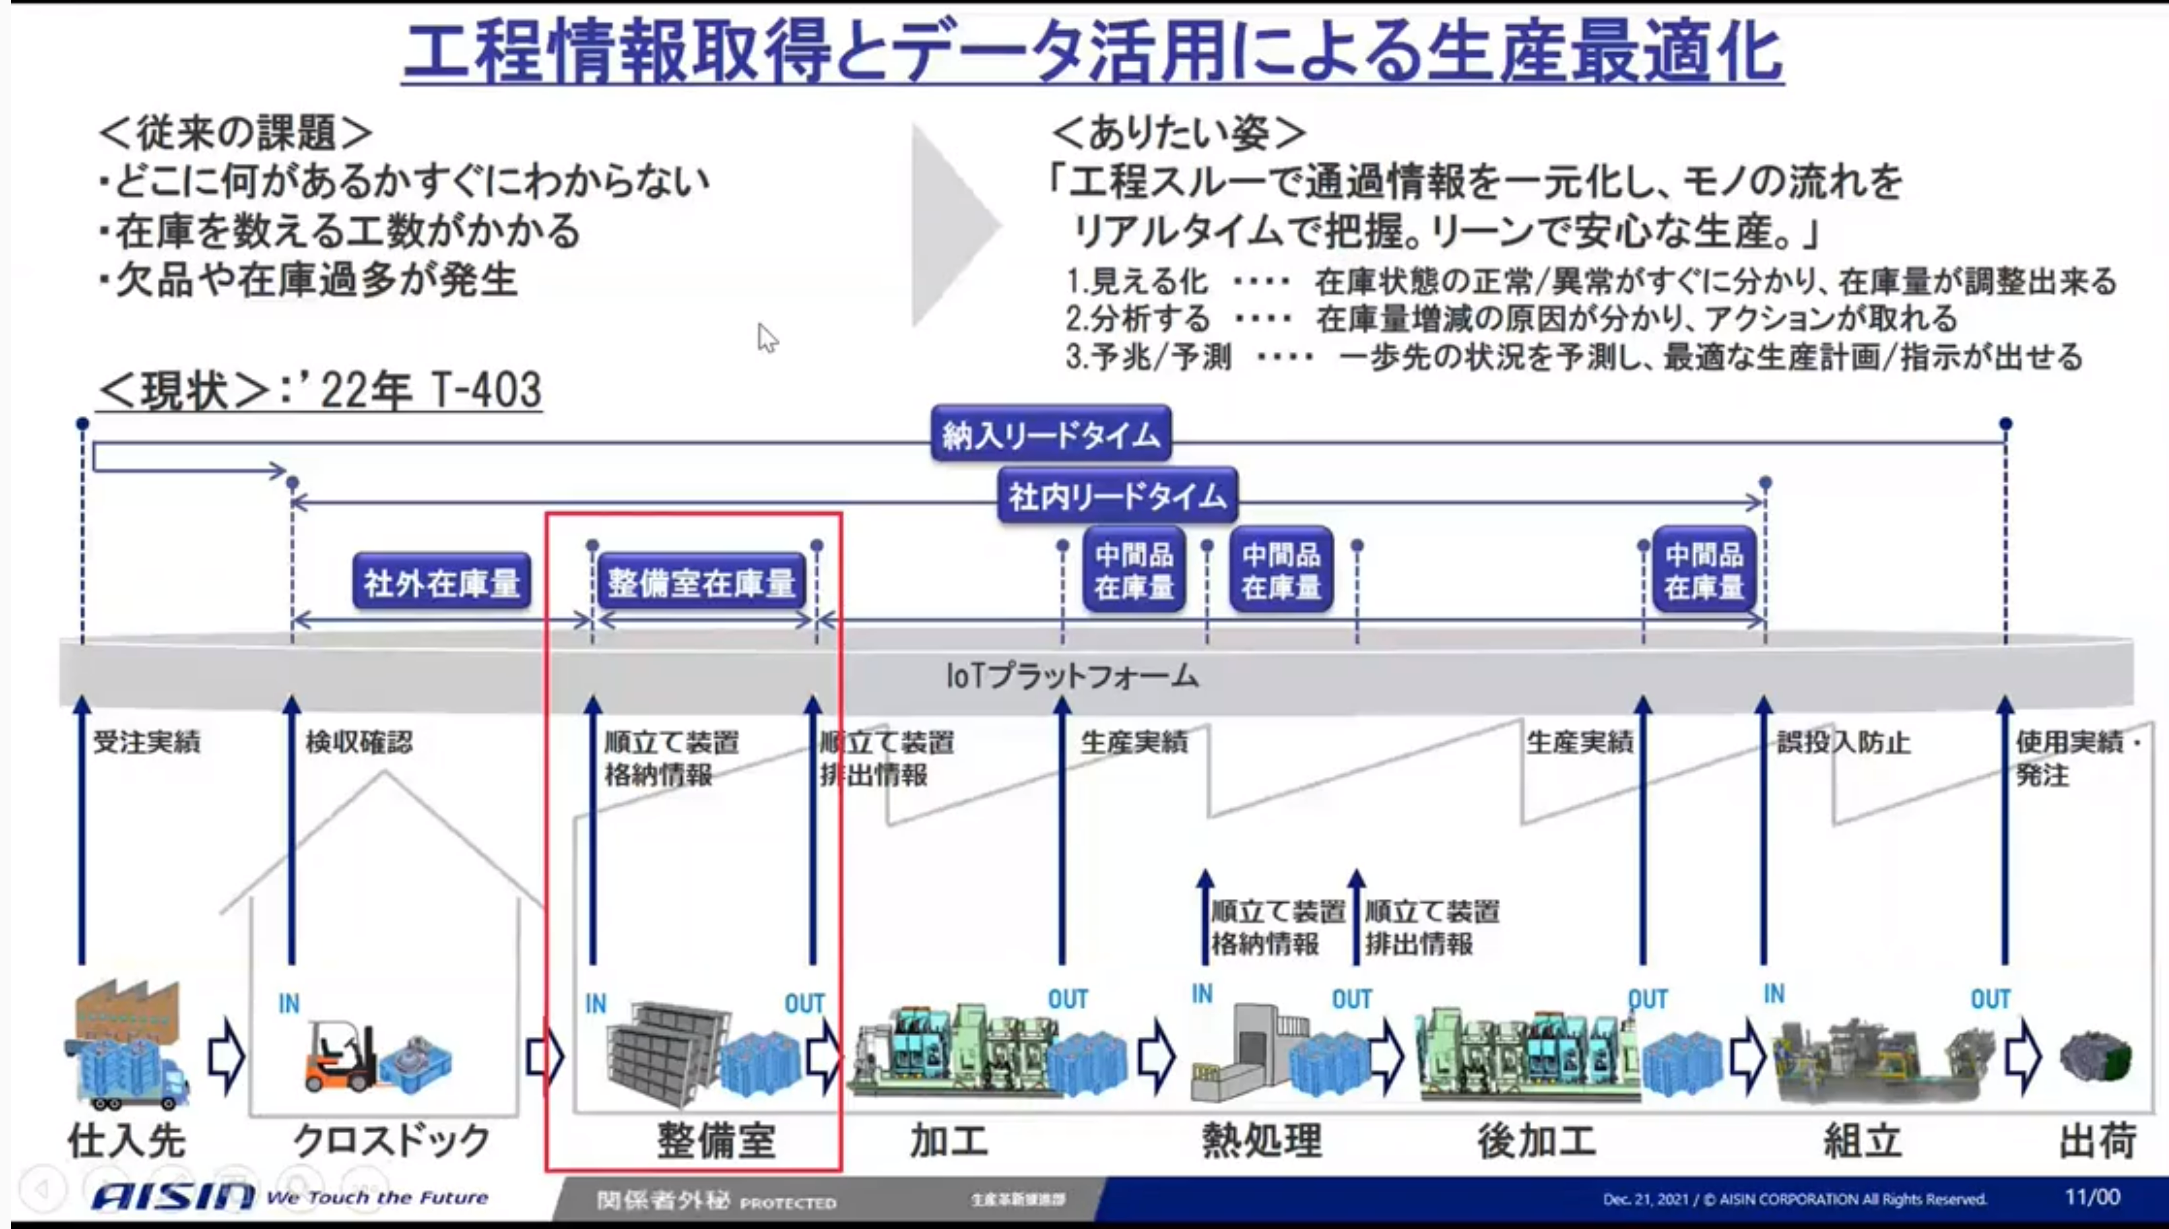 工程情報取得とデータ活用による生産最適化
＜従来の課題＞
・どこに何があるかすぐにわからない
・在庫を数える工数がかかる
・欠品や在庫過多が発生
＜ありたい姿＞
「工程スルーで通過情報を一元化し、モノの流れを
リアルタイムで把握。リーンで安心な生産。」
1.見える化 ････ 在庫状態の正常/異常がすぐに分かり、在庫量が調整出来る
2.分析する ････ 在庫量増減の原因が分かり、アクションが取れる
3.予兆/予測 ････ 一歩先の状況を予測し、最適な生産計画/指示が出せる
＜現状＞：’22年 T-403
納入リードタイム
社内リードタイム
社外在庫量
整備室在庫量
中間品
在庫量
中間品
在庫量
中間品
在庫量
IoTプラットフォーム
受注実績
検収確認
順立て装置
格納情報
順立て装置
排出情報
生産実績
生産実績
誤投入防止
使用実績・
発注
順立て装置
格納情報
順立て装置
排出情報
IN
IN
OUT
OUT
IN
OUT
OUT
IN
OUT
仕入先
クロスドック
整備室
加工
熱処理
後加工
組立
出荷
AISIN We Touch the Future
関係者外秘 PROTECTED
生産革新推進部
Dec. 21, 2021 / © AISIN CORPORATION All Rights Reserved.
11/00